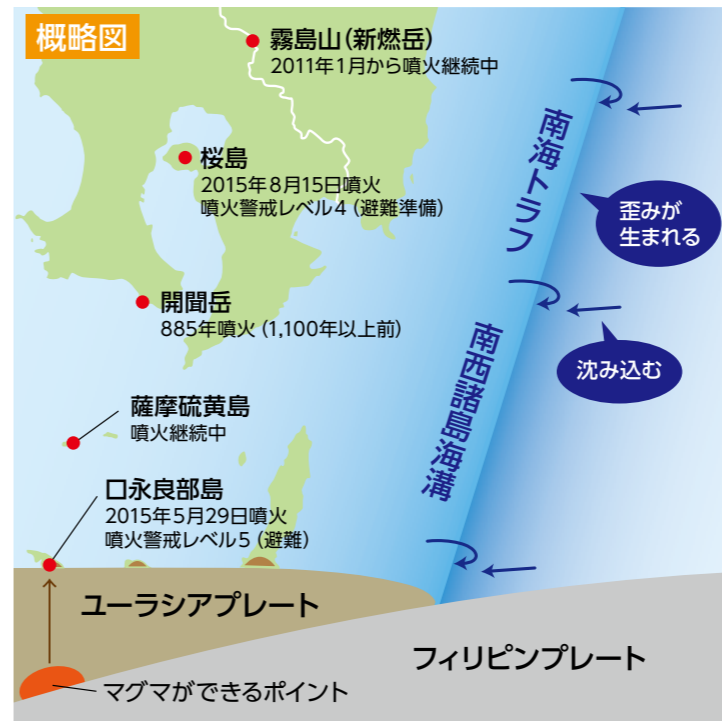 概略図
霧島山（新燃岳）
2011年1月から噴火継続中
桜島
2015年8月15日噴火
噴火警戒レベル4（避難準備）
南海トラフ
歪みが
生まれる
開聞岳
885年噴火（1,100年以上前）
南西諸島海溝
沈み込む
薩摩硫黄島
噴火継続中
口永良部島
2015年5月29日噴火
噴火警戒レベル5（避難）
ユーラシアプレート
フィリピンプレート
マグマができるポイント